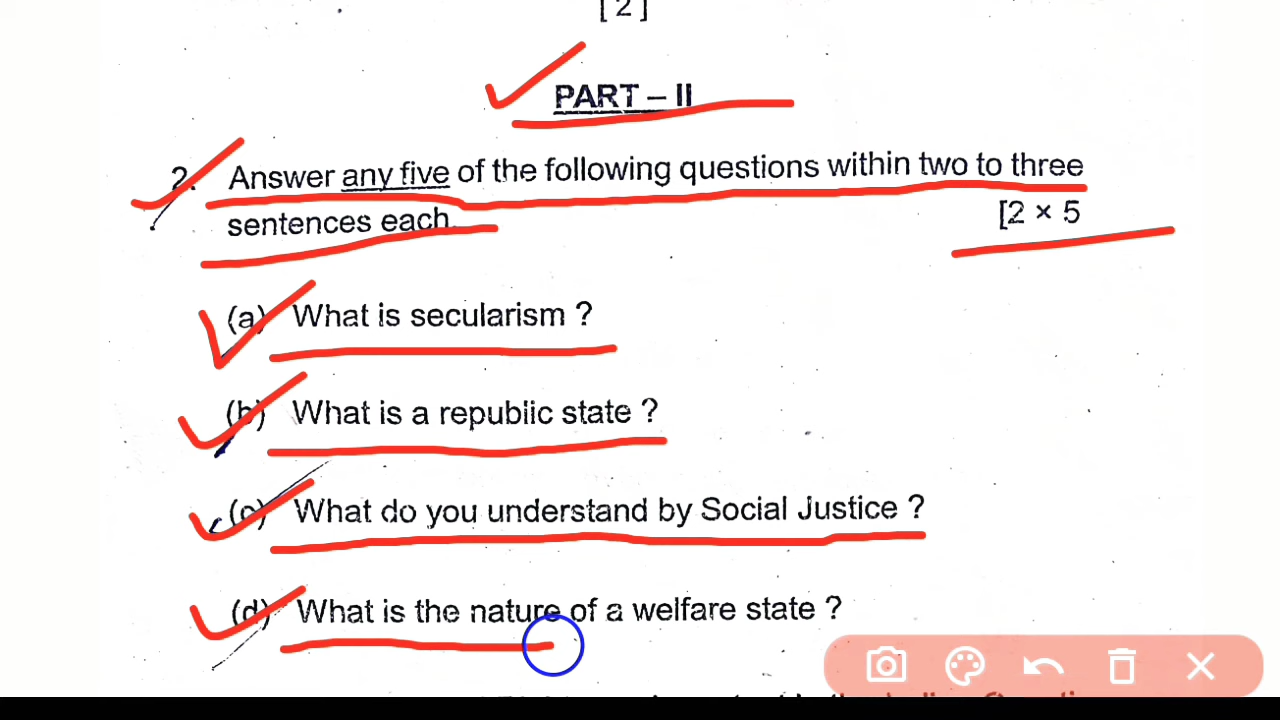 [ 2 ]
PART – II
2. Answer any five of the following questions within two to three
sentences each. [2 × 5
(a) What is secularism ?
(b) What is a republic state ?
(c) What do you understand by Social Justice ?
(d) What is the nature of a welfare state ?